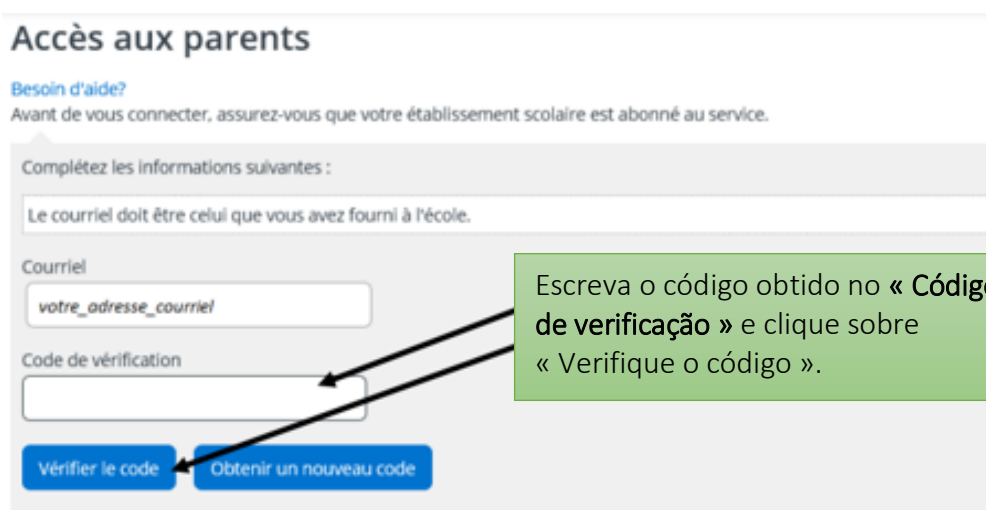 Accès aux parents
Besoin d'aide?
Avant de vous connecter, assurez-vous que votre établissement scolaire est abonné au service.
Complétez les informations suivantes :
Le courriel doit être celui que vous avez fourni à l'école.
Courriel
votre_adresse_courriel
Escreva o código obtido no « Código
de verificação » e clique sobre
« Verifique o código ».
Code de vérification
Vérifier le code
Obtenir un nouveau code